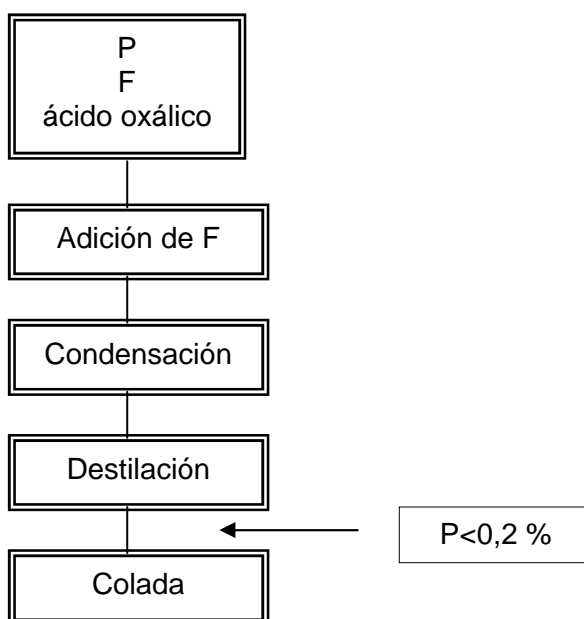 P
F
ácido oxálico
Adición de F
Condensación
Destilación
P<0,2 %
Colada